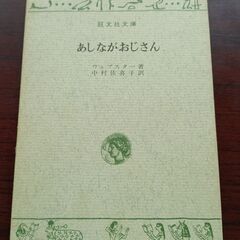 旺文社文庫
あしながおじさん
ウェブスター著
中村佐喜子訳